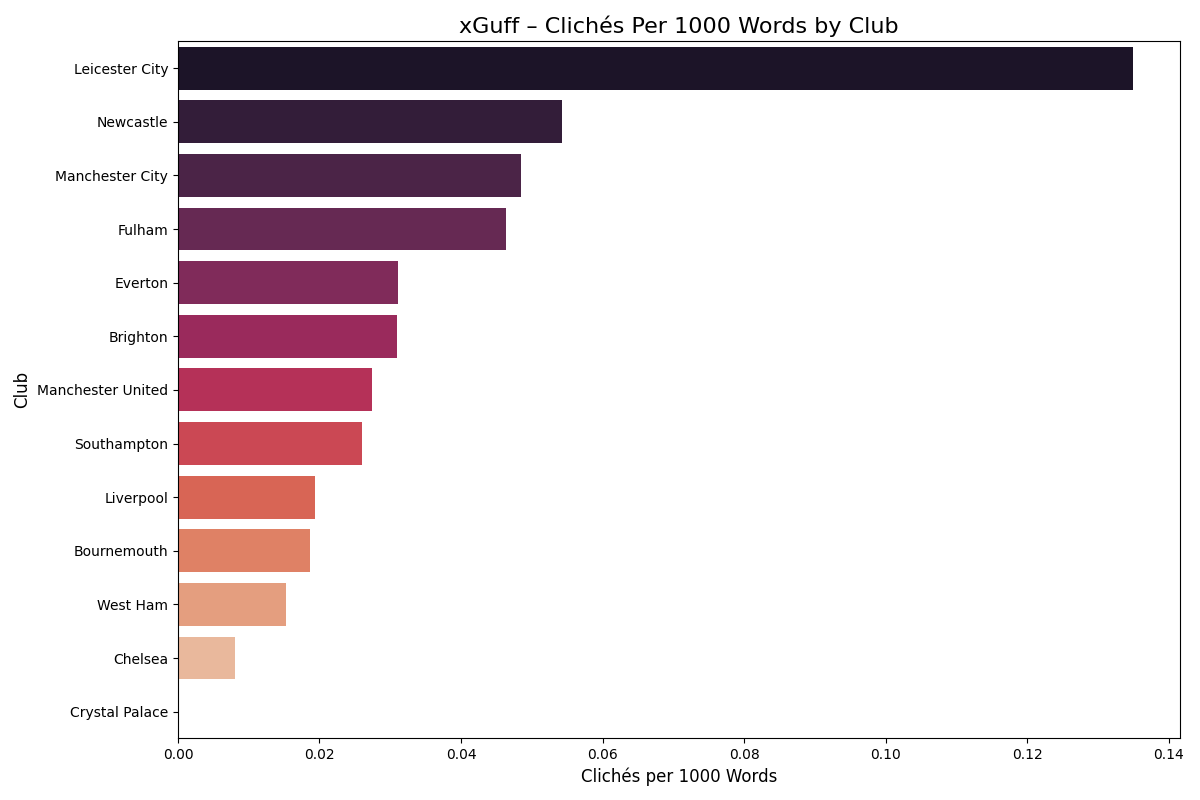 xGuff – Clichés Per 1000 Words by Club
Club
Leicester City
Newcastle
Manchester City
Fulham
Everton
Brighton
Manchester United
Southampton
Liverpool
Bournemouth
West Ham
Chelsea
Crystal Palace
0.00 0.02 0.04 0.06 0.08 0.10 0.12 0.14
Clichés per 1000 Words